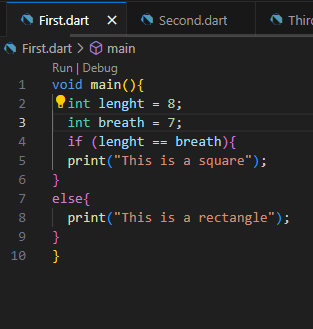 First.dart Second.dart Third
First.dart > main
Run | Debug
1 void main(){
2 int lenght = 8;
3 int breath = 7;
4 if (lenght == breath){
5 print("This is a square");
6 }
7 else{
8 print("This is a rectangle");
9 }
10 }